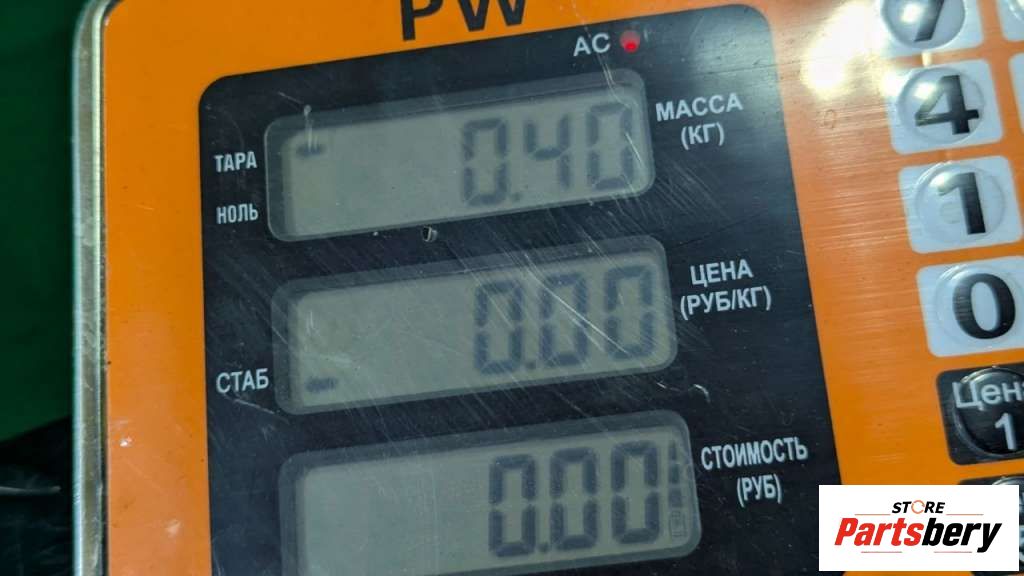 PW
AC
ТАРА
0.40
МАССА
(КГ)
НОЛЬ
0.00
ЦЕНА
(РУБ/КГ)
СТАБ
0.00
СТОИМОСТЬ
(РУБ)
7
4
1
0
1
STORE
Partsbery